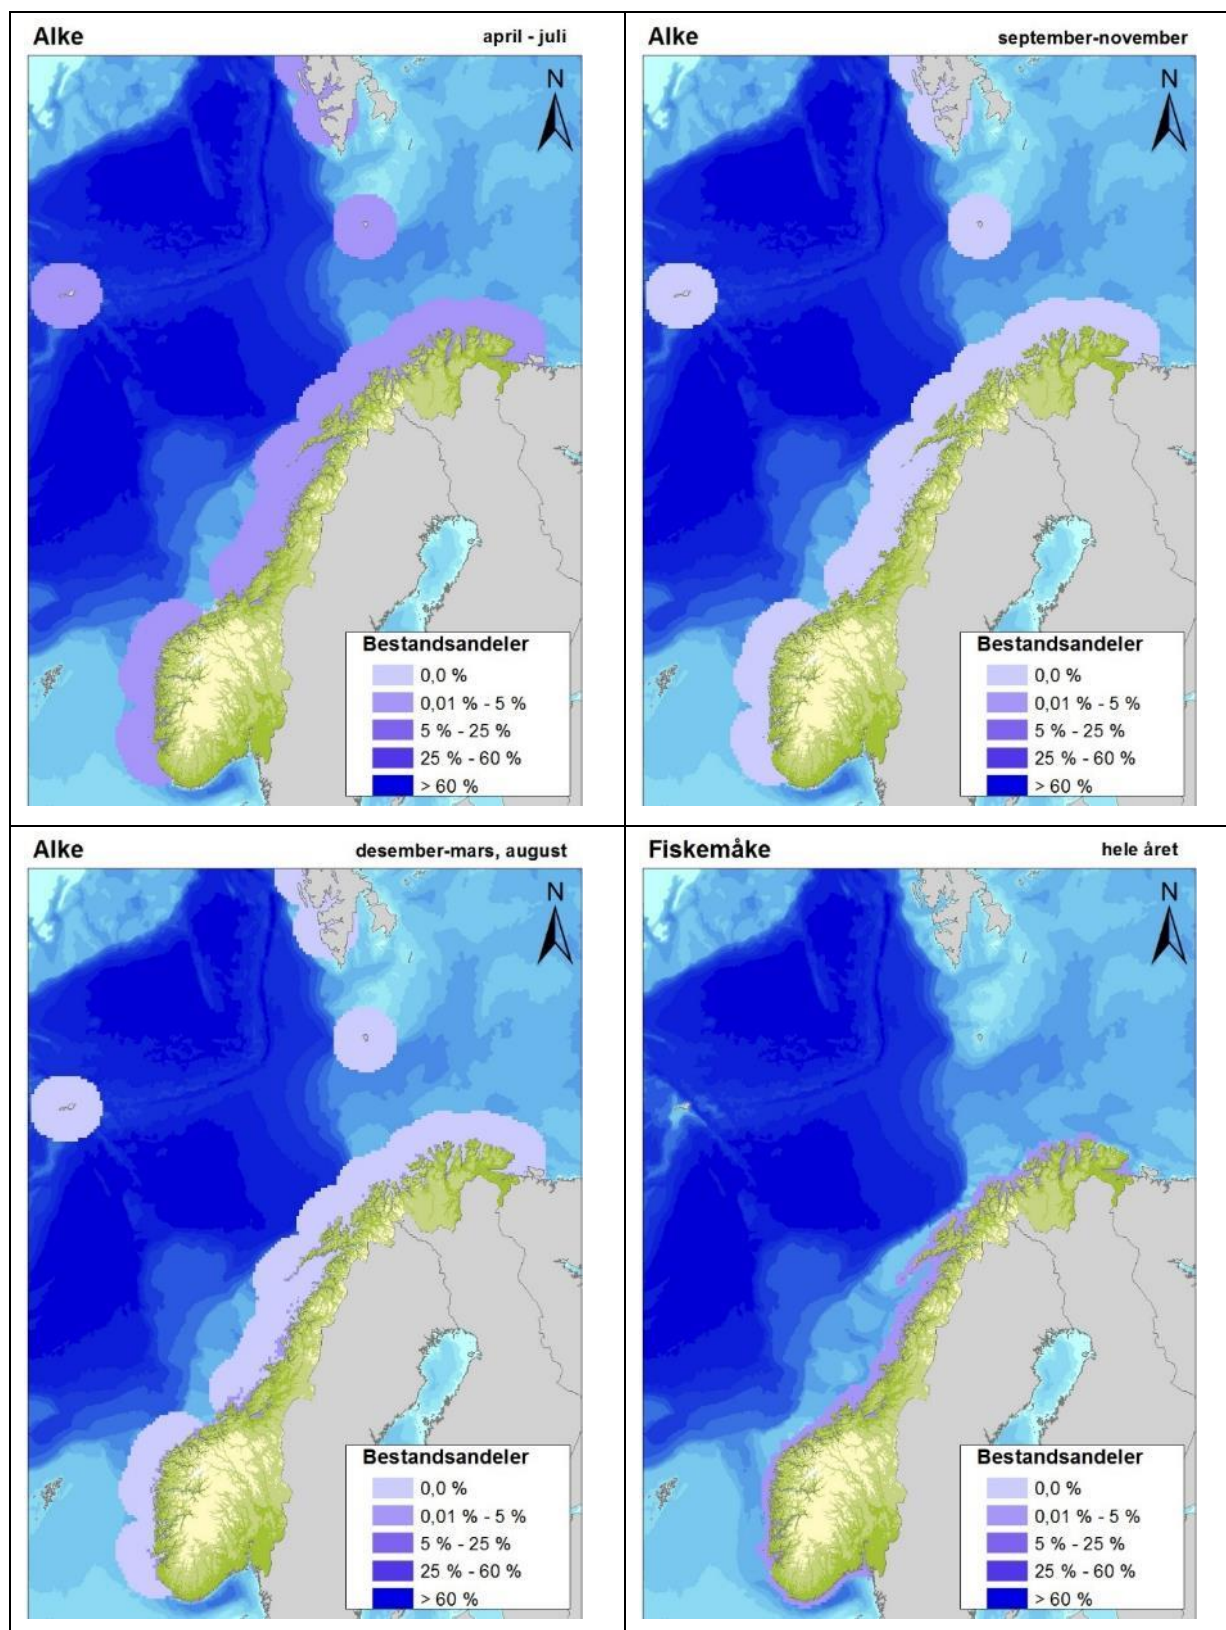 Alke
april - juli
N
Bestandsandeler
0,0 %
0,01 % - 5 %
5 % - 25 %
25 % - 60 %
> 60 %
Alke
september-november
N
Bestandsandeler
0,0 %
0,01 % - 5 %
5 % - 25 %
25 % - 60 %
> 60 %
Alke
desember-mars, august
N
Bestandsandeler
0,0 %
0,01 % - 5 %
5 % - 25 %
25 % - 60 %
> 60 %
Fiskemåke
hele året
N
Bestandsandeler
0,0 %
0,01 % - 5 %
5 % - 25 %
25 % - 60 %
> 60 %